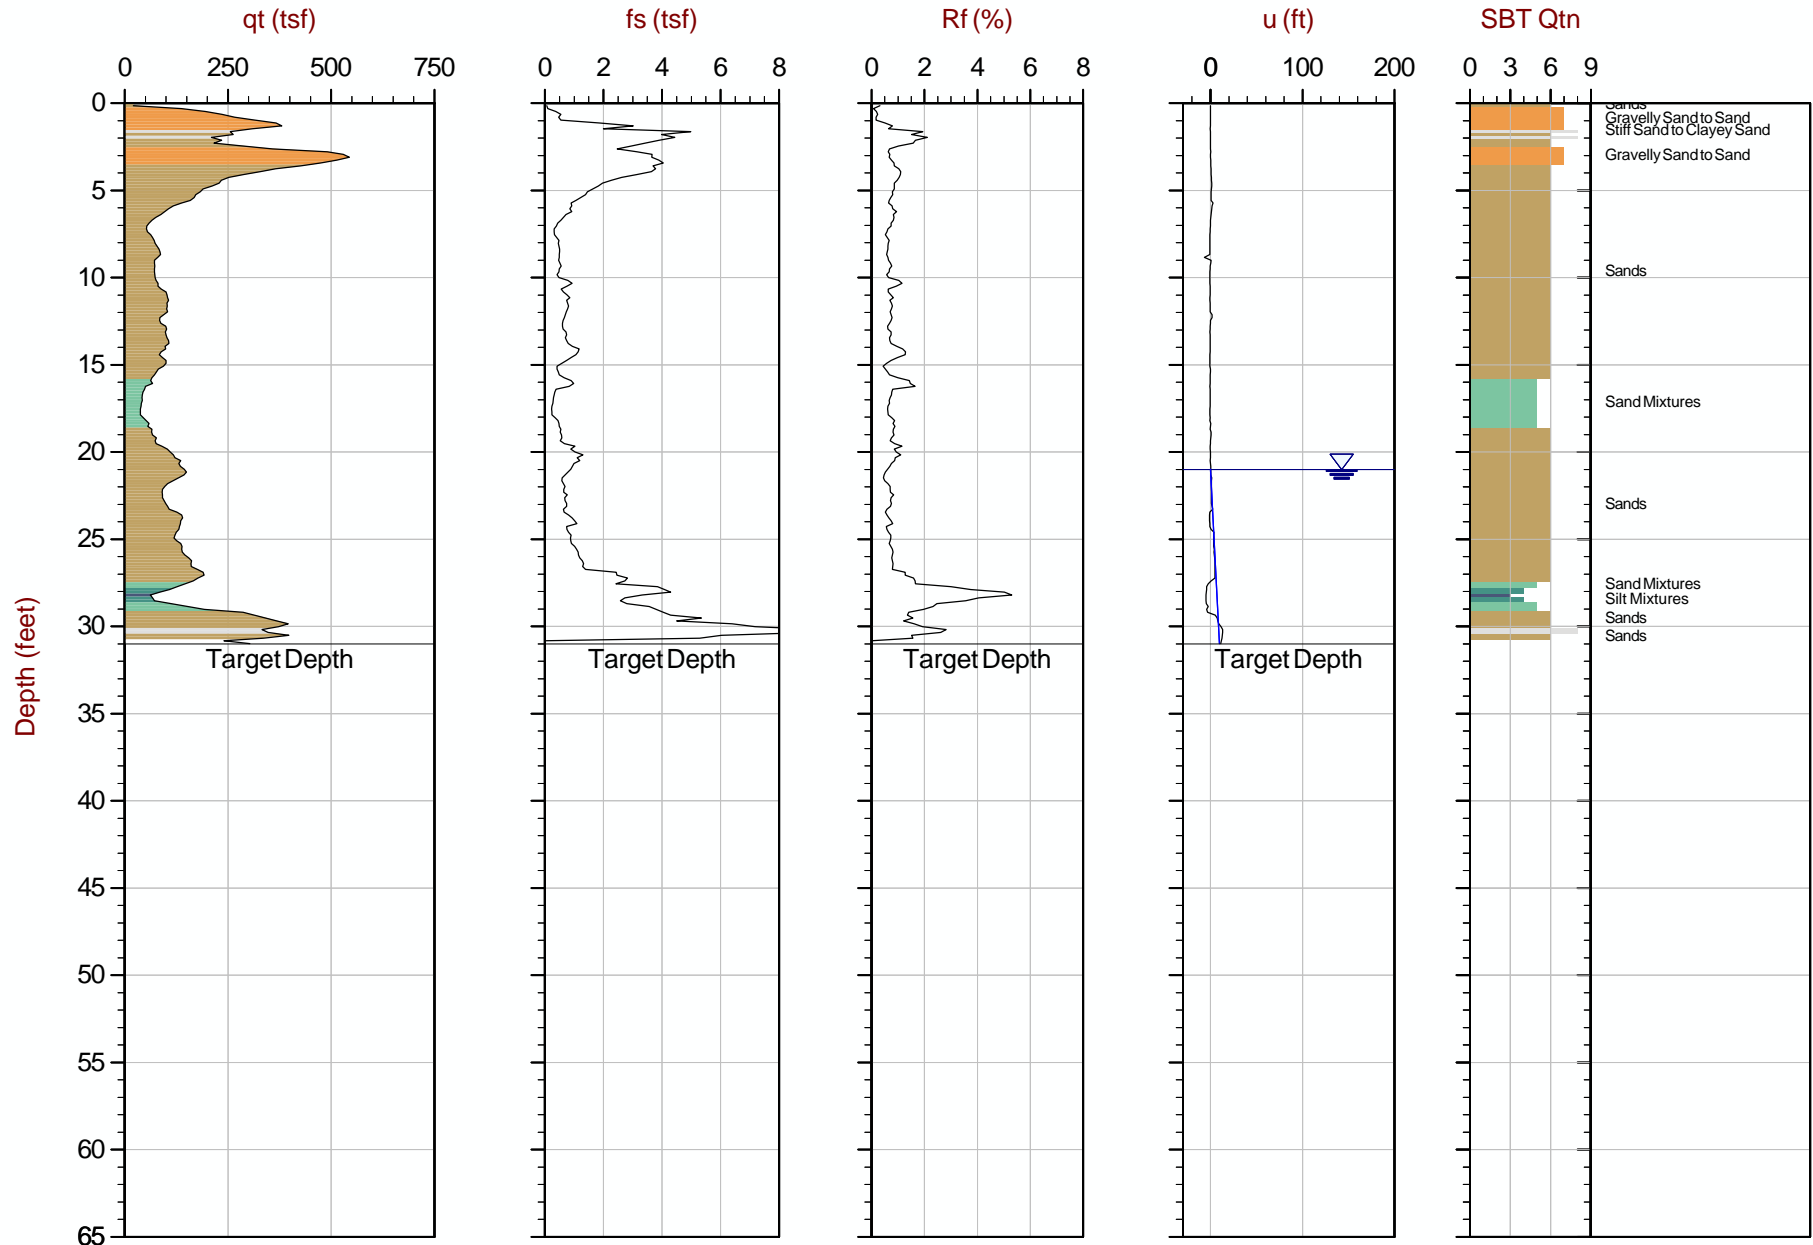 qt (tsf) fs (tsf) Rf (%) u (ft) SBT Qtn
0 250 500 750 0 2 4 6 8 0 2 4 6 8 0 100 200 0 3 6 9
0
5
10
15
20
25
30
35
40
45
50
55
60
65
Depth (feet)
Target Depth Target Depth Target Depth Target Depth
Sands
Gravelly Sand to Sand
Stiff Sand to Clayey Sand
Gravelly Sand to Sand
Sands
Sand Mixtures
Sands
Sand Mixtures
Silt Mixtures
Sands
Sands